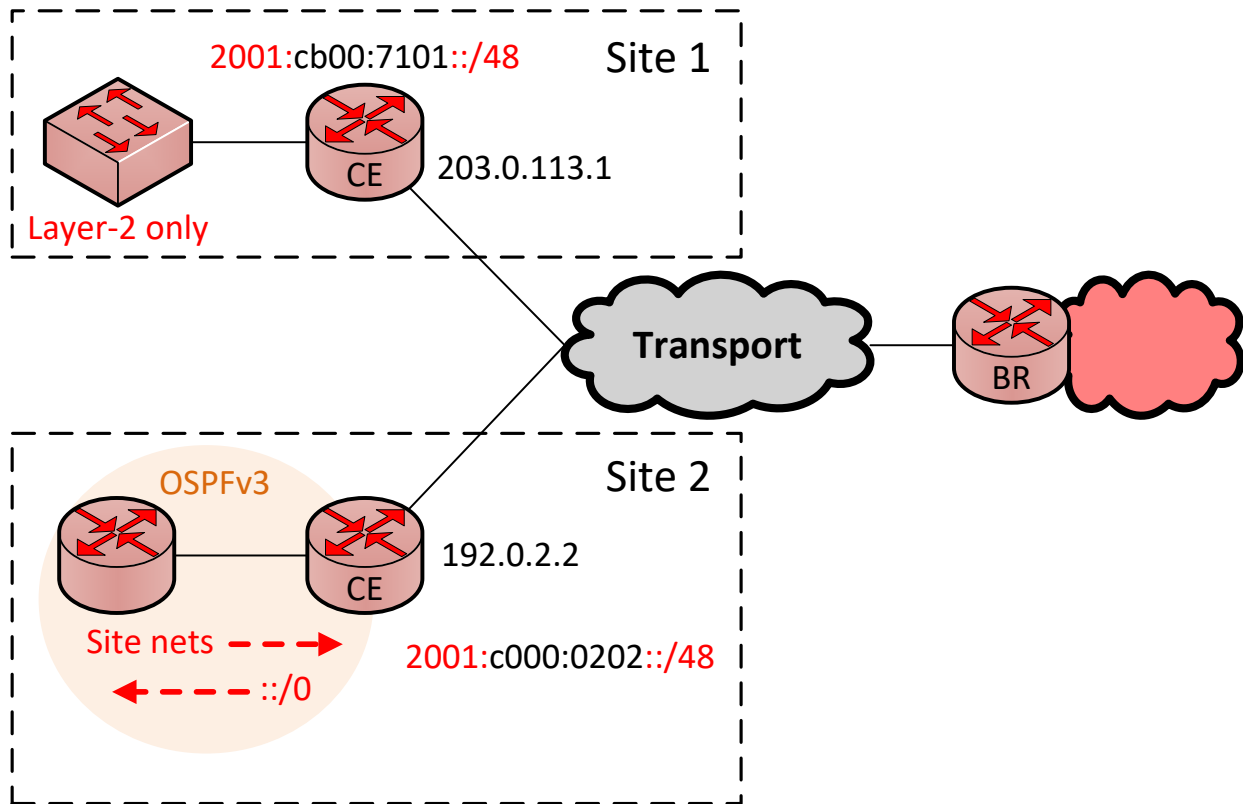 2001:cb00:7101::/48
Site 1
CE
203.0.113.1
Layer-2 only
Transport
BR
Site 2
OSPFv3
192.0.2.2
CE
Site nets
2001:c000:0202::/48
::/0